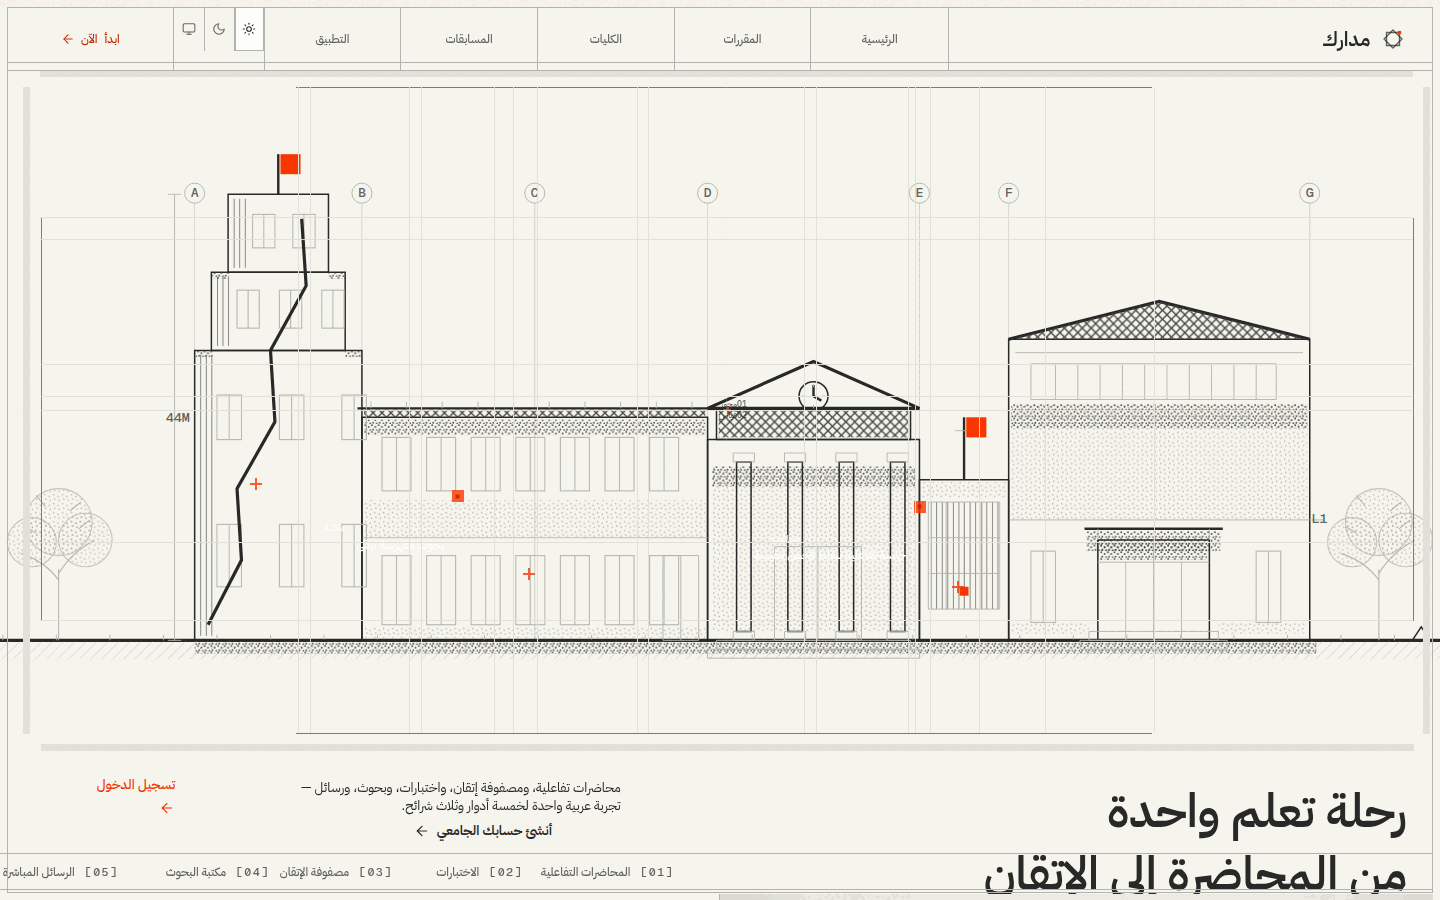 مدارك
الرئيسية
المقررات
الكليات
المسابقات
التطبيق
ابدأ الآن ←
A
B
C
D
E
F
G
44M
L1
رحلة تعلم واحدة
من المحاضرة إلى الإتقان
محاضرات تفاعلية، ومصفوفة إتقان، واختبارات، وبحوث، ورسائل —
تجربة عربية واحدة لخمسة أدوار وثلاث شرائح.
أنشئ حسابك الجامعي ←
تسجيل الدخول
←
[01] المحاضرات التفاعلية
[02] الاختبارات
[03] مصفوفة الإتقان
[04] مكتبة البحوث
[05] الرسائل المباشرة